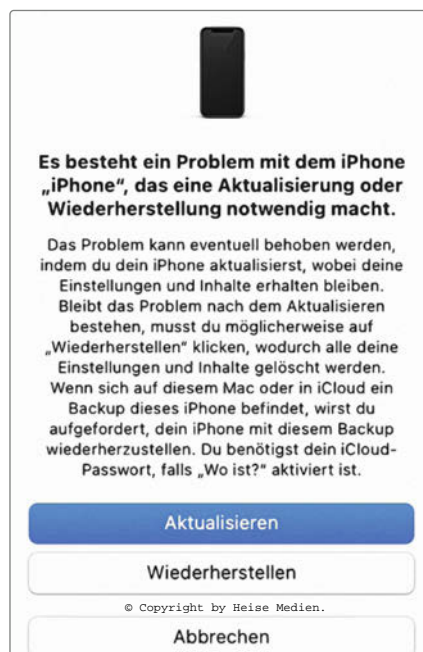 Es besteht ein Problem mit dem iPhone
„iPhone“, das eine Aktualisierung oder
Wiederherstellung notwendig macht.
Das Problem kann eventuell behoben werden,
indem du dein iPhone aktualisierst, wobei deine
Einstellungen und Inhalte erhalten bleiben.
Bleibt das Problem nach dem Aktualisieren
bestehen, musst du möglicherweise auf
„Wiederherstellen“ klicken, wodurch alle deine
Einstellungen und Inhalte gelöscht werden.
Wenn sich auf diesem Mac oder in iCloud ein
Backup dieses iPhone befindet, wirst du
aufgefordert, dein iPhone mit diesem Backup
wiederherzustellen. Du benötigst dein iCloud-
Passwort, falls „Wo ist?“ aktiviert ist.
Aktualisieren
Wiederherstellen
© Copyright by Heise Medien.
Abbrechen